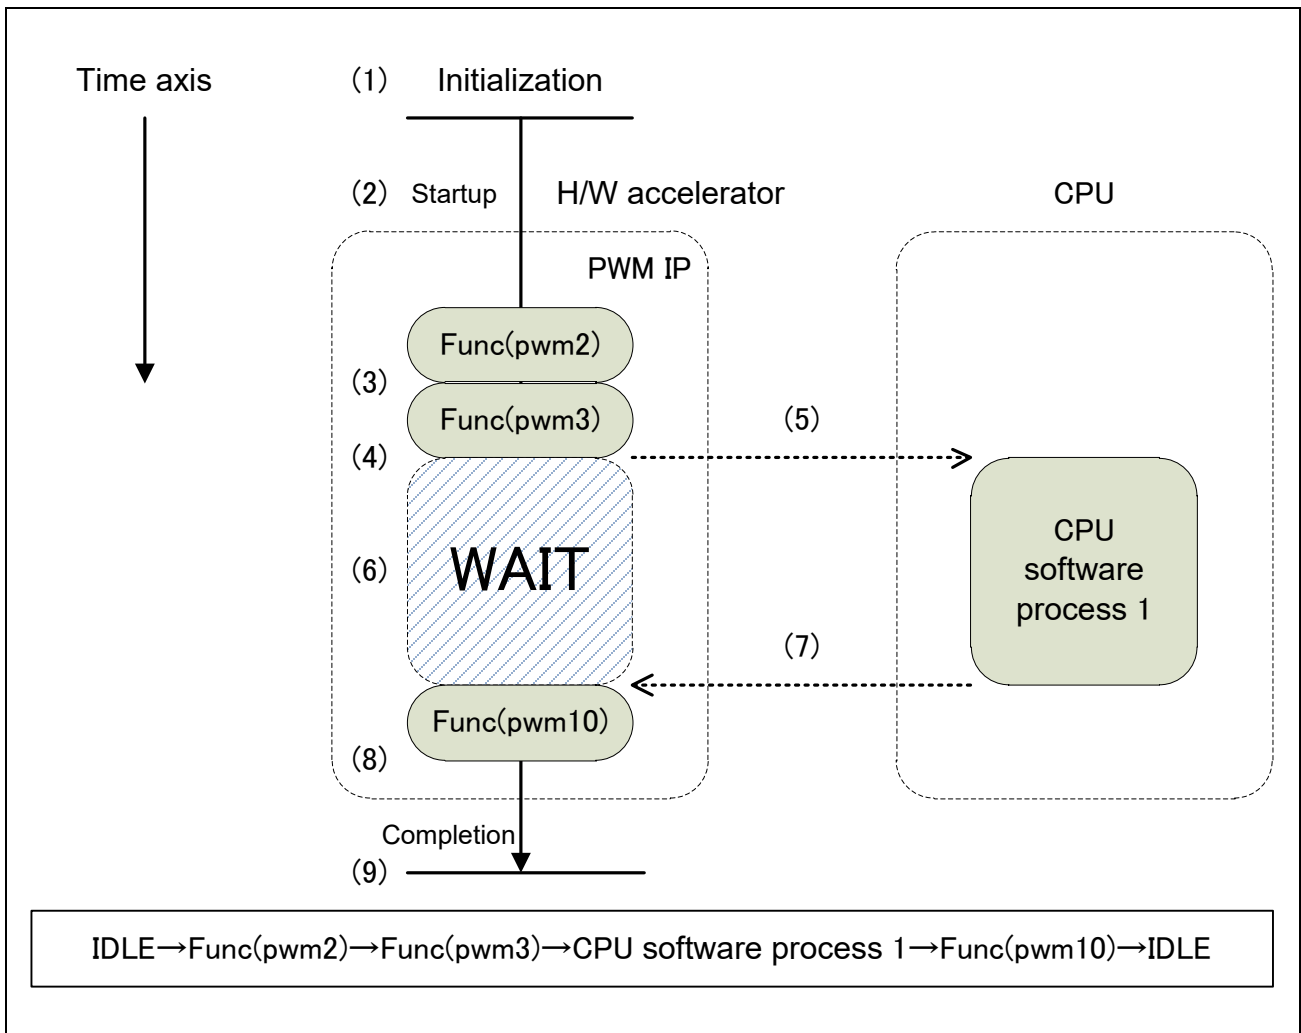 Time axis
(1) Initialization
(2) Startup H/W accelerator CPU
PWM IP
Func(pwm2)
(3)
Func(pwm3) (5)
(4)
CPU
software
process 1
(6) WAIT
(7)
Func(pwm10)
(8)
Completion
(9)
IDLE→Func(pwm2)→Func(pwm3)→CPU software process 1→Func(pwm10)→IDLE